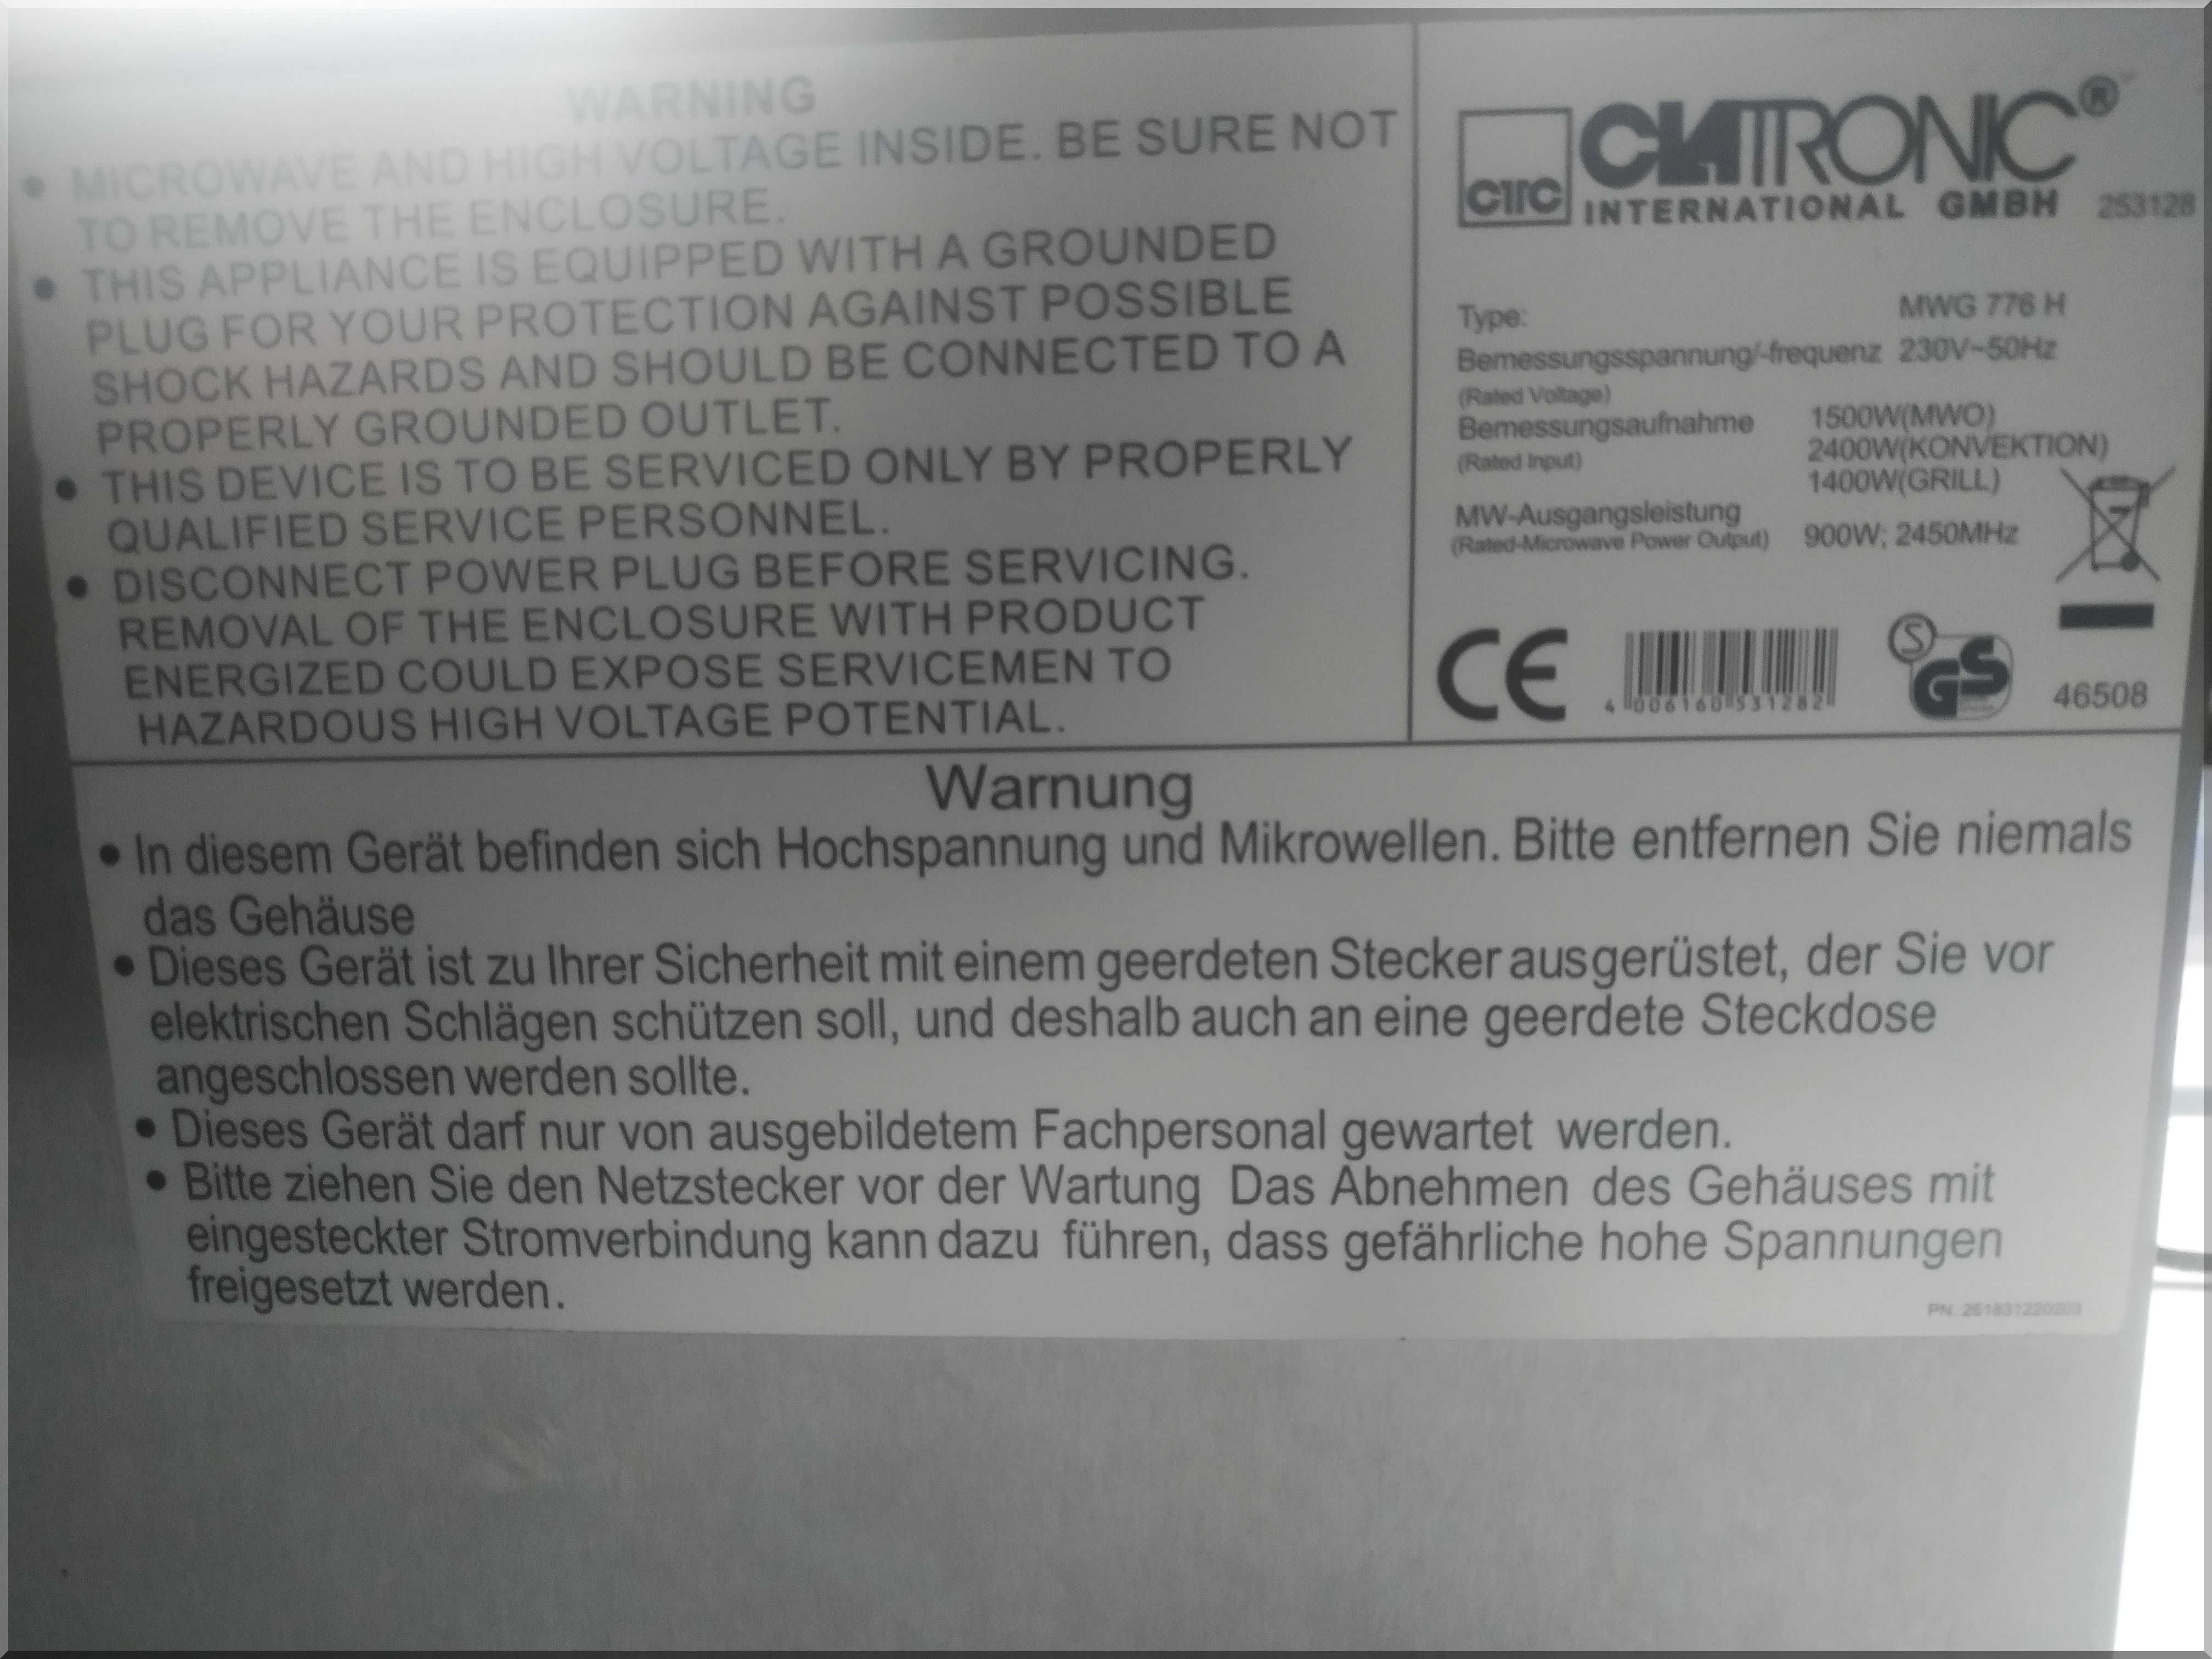 WARNING
• MICROWAVE AND HIGH VOLTAGE INSIDE. BE SURE NOT
TO REMOVE THE ENCLOSURE.
• THIS APPLIANCE IS EQUIPPED WITH A GROUNDED
PLUG FOR YOUR PROTECTION AGAINST POSSIBLE
SHOCK HAZARDS AND SHOULD BE CONNECTED TO A
PROPERLY GROUNDED OUTLET.
• THIS DEVICE IS TO BE SERVICED ONLY BY PROPERLY
QUALIFIED SERVICE PERSONNEL.
• DISCONNECT POWER PLUG BEFORE SERVICING.
REMOVAL OF THE ENCLOSURE WITH PRODUCT
ENERGIZED COULD EXPOSE SERVICEMEN TO
HAZARDOUS HIGH VOLTAGE POTENTIAL.
CTC CLATRONIC®
INTERNATIONAL GMBH 253128
Type: MWG 776 H
Bemessungsspannung/-frequenz 230V~50Hz
(Rated Voltage)
Bemessungsaufnahme 1500W(MWO)
(Rated Input) 2400W(KONVEKTION)
1400W(GRILL)
MW-Ausgangsleistung
(Rated-Microwave Power Output) 900W; 2450MHz
CE 4 006160 531282 S GS 46508
Warnung
• In diesem Gerät befinden sich Hochspannung und Mikrowellen. Bitte entfernen Sie niemals
das Gehäuse
• Dieses Gerät ist zu Ihrer Sicherheit mit einem geerdeten Stecker ausgerüstet, der Sie vor
elektrischen Schlägen schützen soll, und deshalb auch an eine geerdete Steckdose
angeschlossen werden sollte.
• Dieses Gerät darf nur von ausgebildetem Fachpersonal gewartet werden.
• Bitte ziehen Sie den Netzstecker vor der Wartung Das Abnehmen des Gehäuses mit
eingesteckter Stromverbindung kann dazu führen, dass gefährliche hohe Spannungen
freigesetzt werden.
PN: